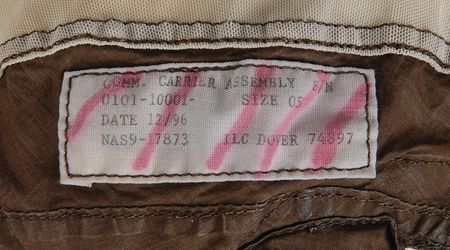 COMM. CARRIER ASSEMBLY S/N
0101-10001- SIZE 05
DATE 12/96
NAS9-17873 ILC DOVER 74897